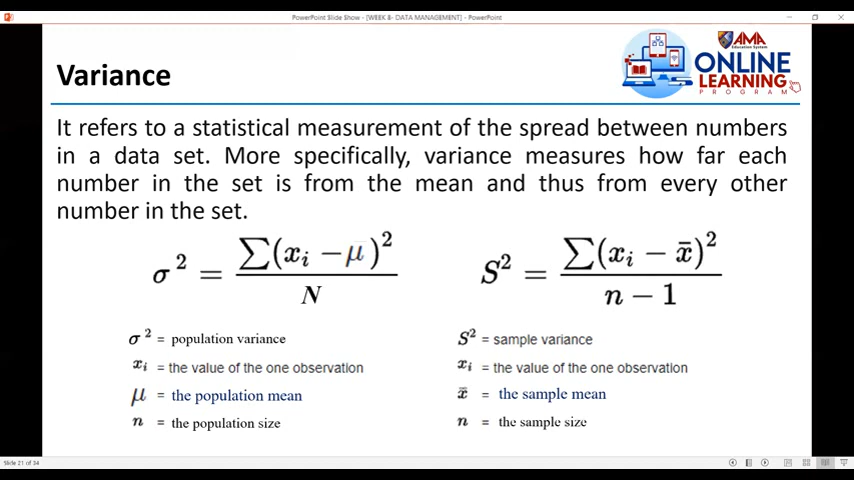 PowerPoint Slide Show - [WEEK 8- DATA MANAGEMENT] - PowerPoint
Variance
AMA
Education System
ONLINE
LEARNING
PROGRAM
It refers to a statistical measurement of the spread between numbers
in a data set. More specifically, variance measures how far each
number in the set is from the mean and thus from every other
number in the set.
σ² = ∑(xᵢ − μ)² / N
S² = ∑(xᵢ − x̄)² / n − 1
σ² = population variance
xᵢ = the value of the one observation
μ = the population mean
n = the population size
S² = sample variance
xᵢ = the value of the one observation
x̄ = the sample mean
n = the sample size
Slide 21 of 34